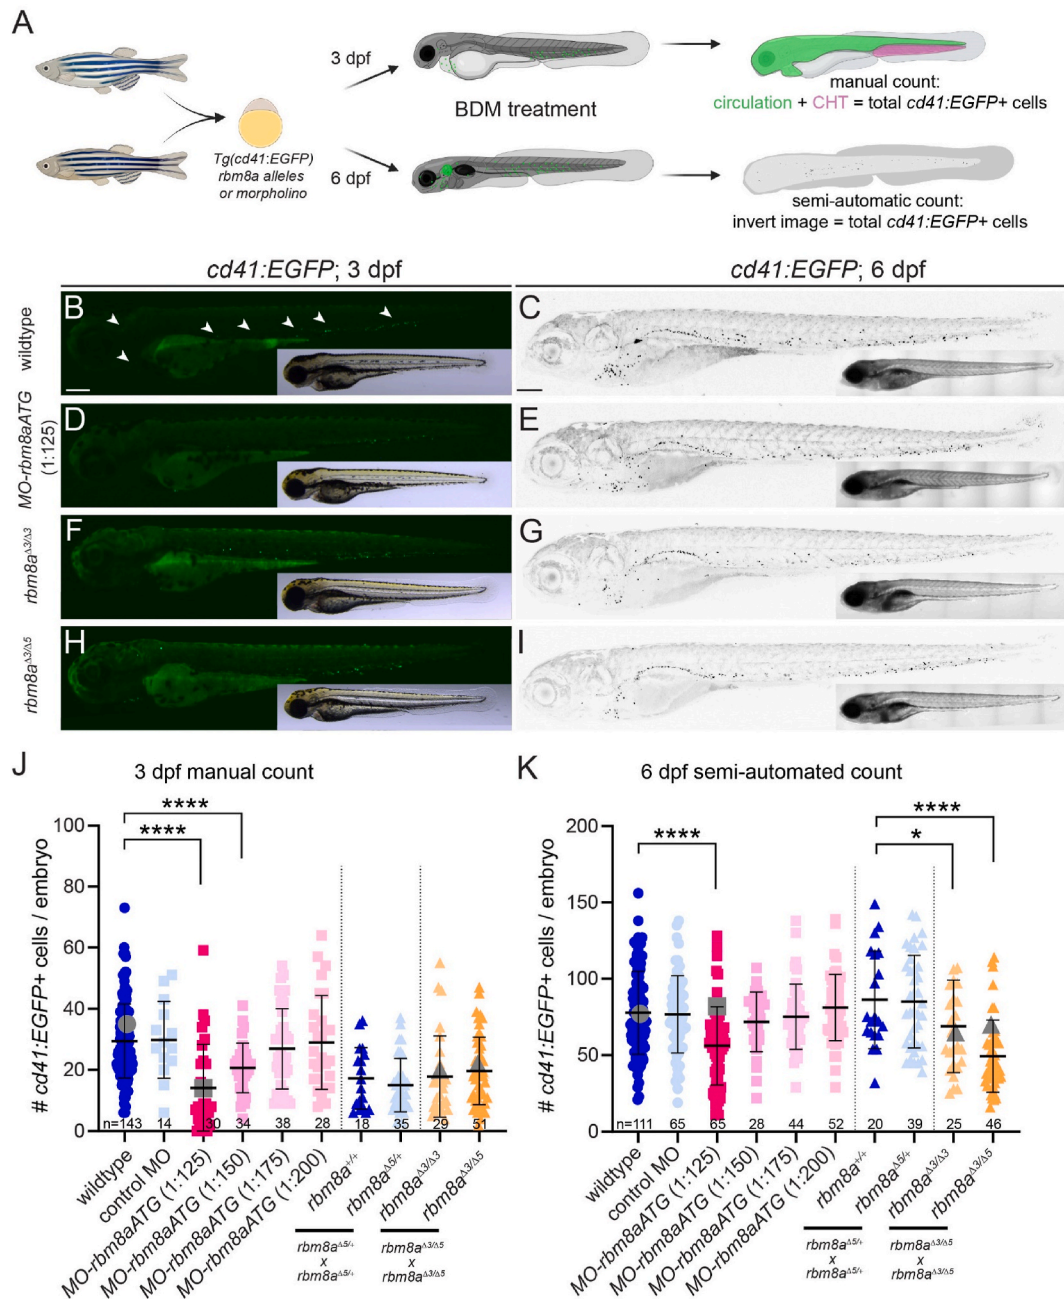 A
3 dpf
6 dpf
Tg(cd41:EGFP)
rbm8a alleles
or morpholino
BDM treatment
manual count:
circulation + CHT = total cd41:EGFP+ cells
semi-automatic count:
invert image = total cd41:EGFP+ cells
cd41:EGFP; 3 dpf
cd41:EGFP; 6 dpf
wildtype
B
C
MO-rbm8aATG
(1:125)
D
E
rbm8aΔ3/Δ3
F
G
rbm8aΔ3/Δ5
H
I
J
3 dpf manual count
# cd41:EGFP+ cells / embryo
100
80
60
40
20
0
****
****
n=143 14 30 34 38 28 18 35 29 51
wildtype
control MO
MO-rbm8aATG (1:125)
MO-rbm8aATG (1:150)
MO-rbm8aATG (1:175)
MO-rbm8aATG (1:200)
rbm8a+/+
rbm8aΔ5/+
rbm8aΔ3/Δ3
rbm8aΔ3/Δ5
rbm8aΔ5/+
x
rbm8aΔ5/+
rbm8aΔ3/Δ5
x
rbm8aΔ3/Δ5
K
6 dpf semi-automated count
# cd41:EGFP+ cells / embryo
200
150
100
50
0
****
****
*
n=111 65 65 28 44 52 20 39 25 46
wildtype
control MO
MO-rbm8aATG (1:125)
MO-rbm8aATG (1:150)
MO-rbm8aATG (1:175)
MO-rbm8aATG (1:200)
rbm8a+/+
rbm8aΔ5/+
rbm8aΔ3/Δ3
rbm8aΔ3/Δ5
rbm8aΔ5/+
x
rbm8aΔ5/+
rbm8aΔ3/Δ5
x
rbm8aΔ3/Δ5